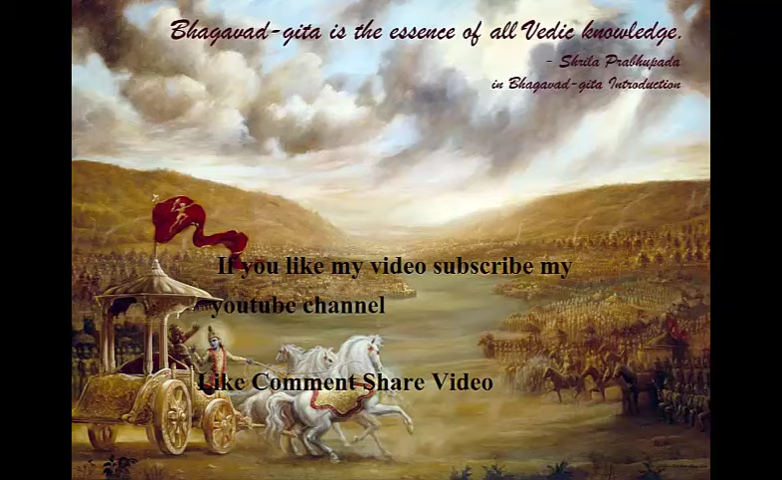 Bhagavad-gita is the essence of all Vedic knowledge.
- Shrila Prabhupada
in Bhagavad-gita Introduction
If you like my video subscribe my
youtube channel
Like Comment Share Video